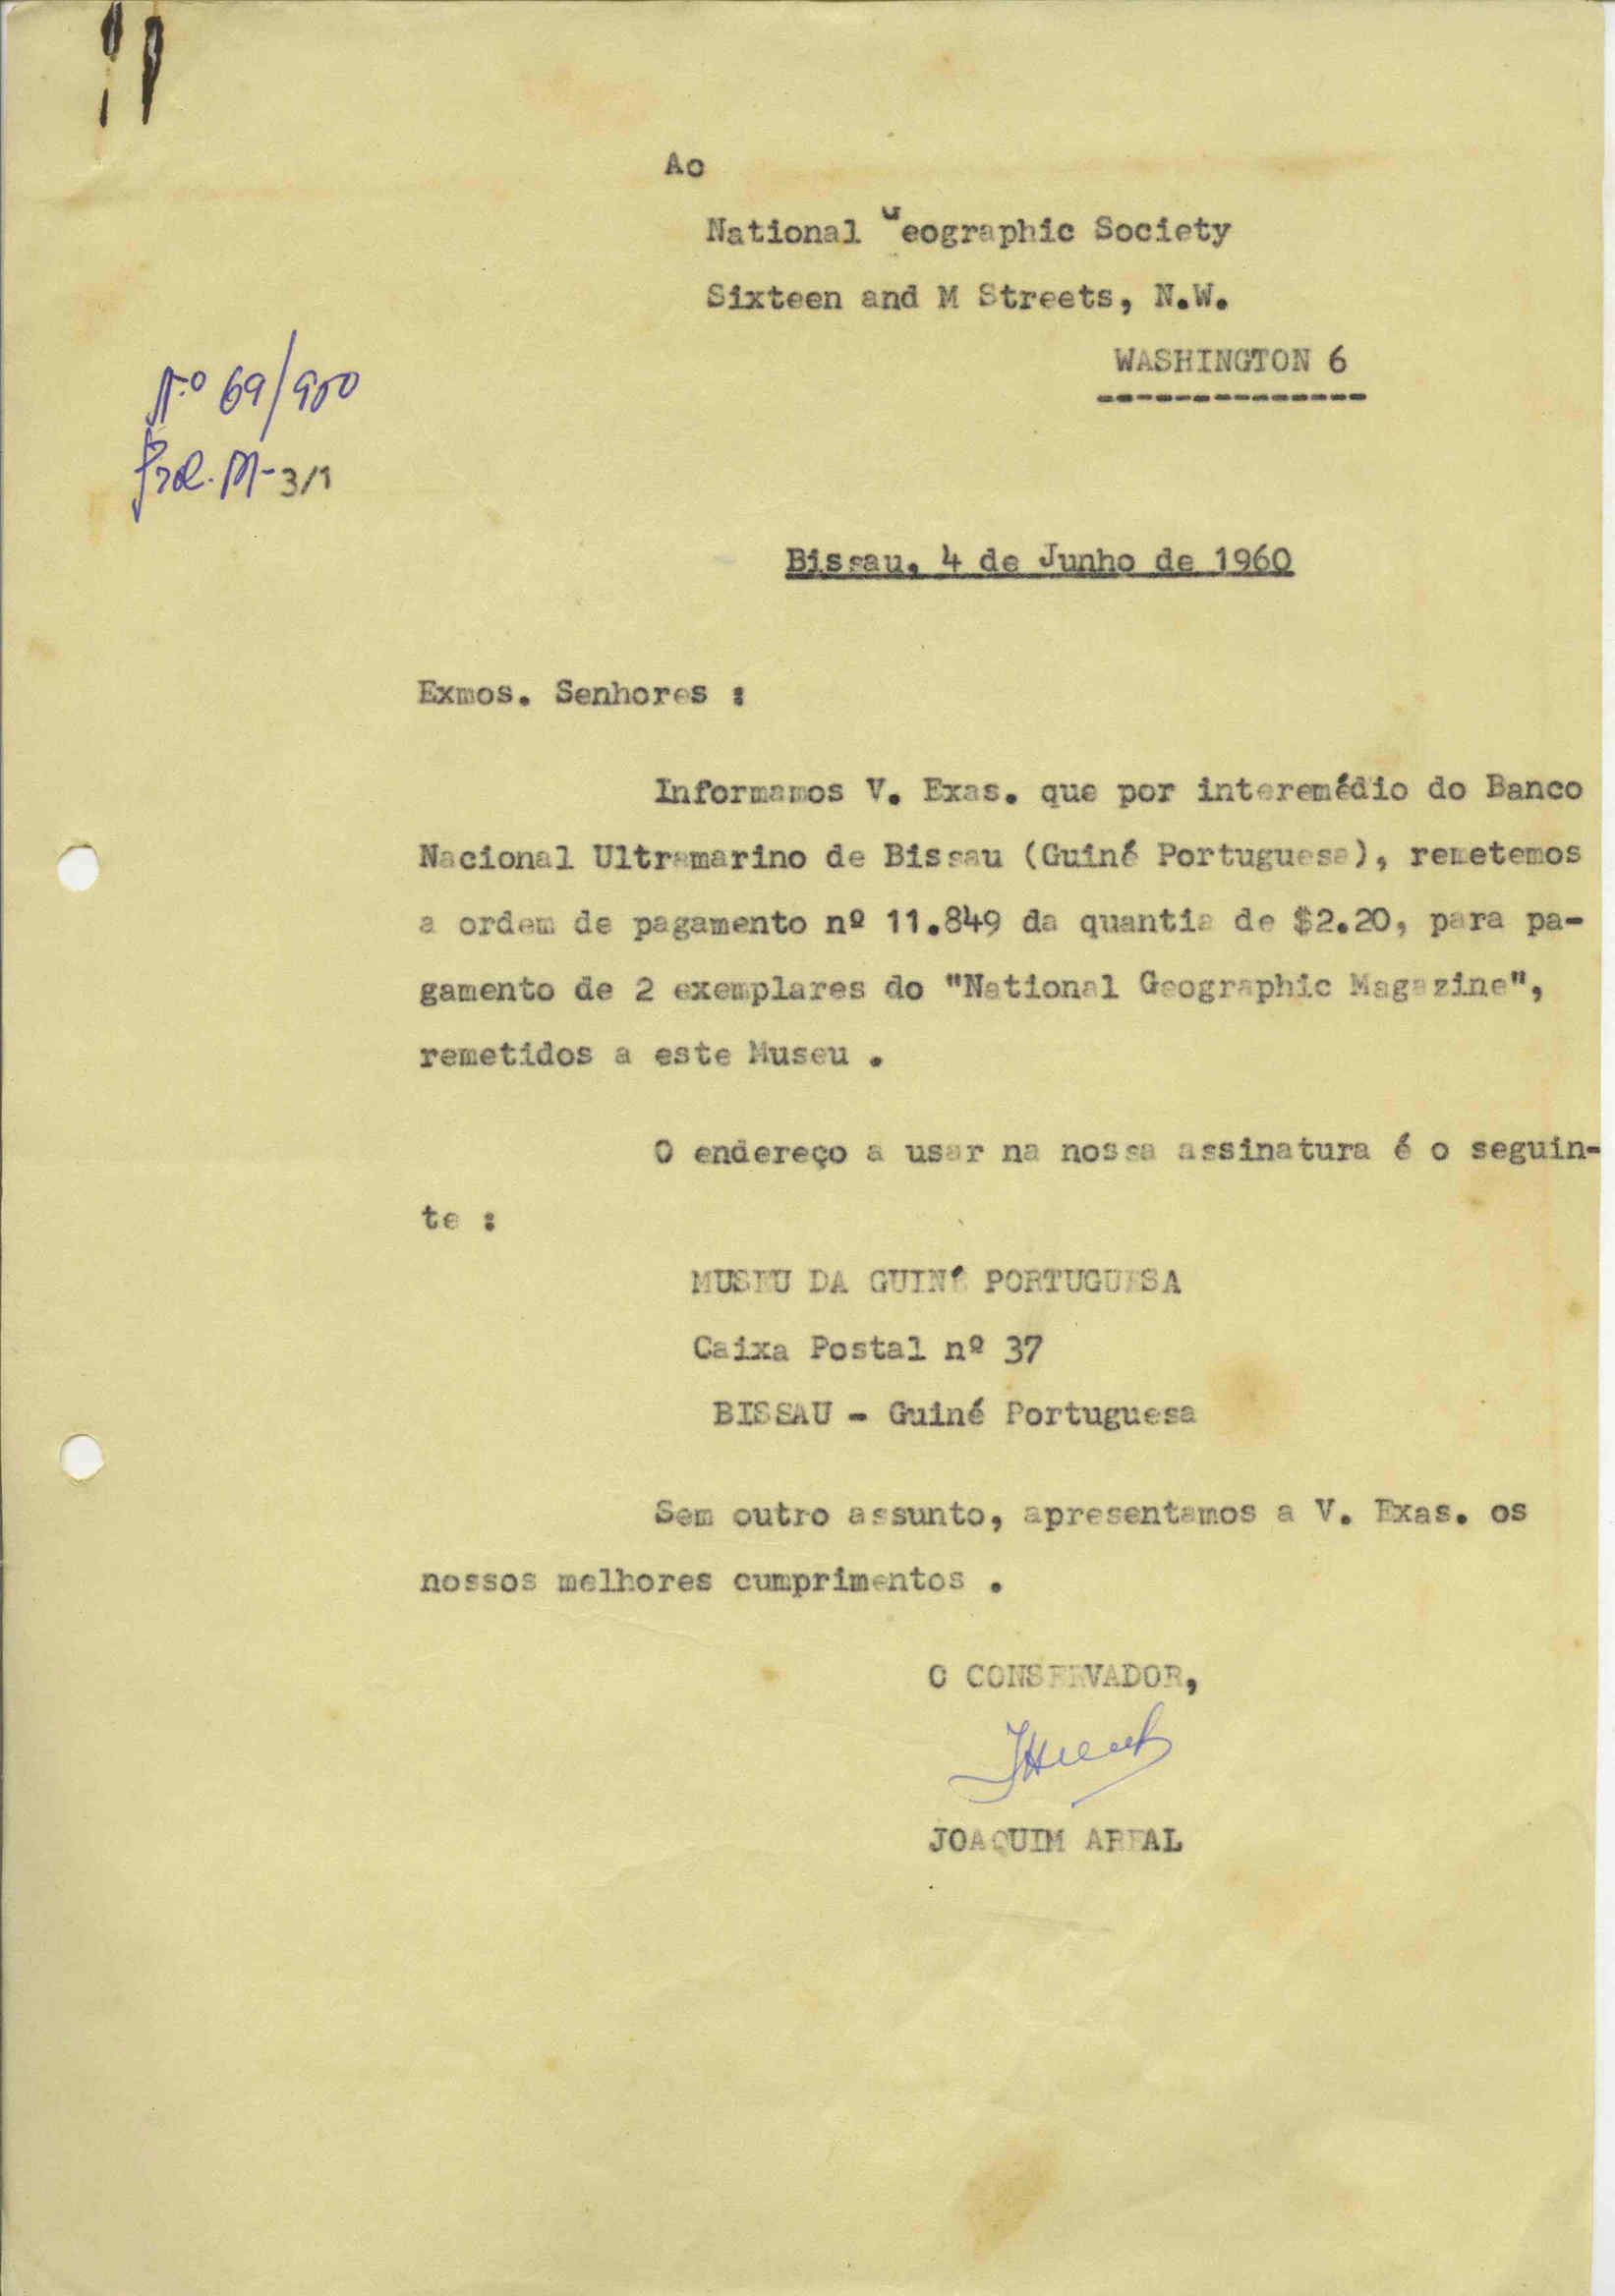 Ao
National Geographic Society
Sixteen and M Streets, N.W.
WASHINGTON 6
Nº 69/900
M-3/1
Bissau, 4 de Junho de 1960
Exmos. Senhores :
Informamos V. Exas. que por interemédio do Banco
Nacional Ultramarino de Bissau (Guiné Portuguesa), remetemos
a ordem de pagamento nº 11.849 da quantia de $2.20, para pa-
gamento de 2 exemplares do "National Geographic Magazine",
remetidos a este Museu .
O endereço a usar na nossa assinatura é o seguin-
te :
MUSEU DA GUINÉ PORTUGUESA
Caixa Postal nº 37
BISSAU - Guiné Portuguesa
Sem outro assunto, apresentamos a V. Exas. os
nossos melhores cumprimentos .
O CONSERVADOR,
JOAQUIM AREAL